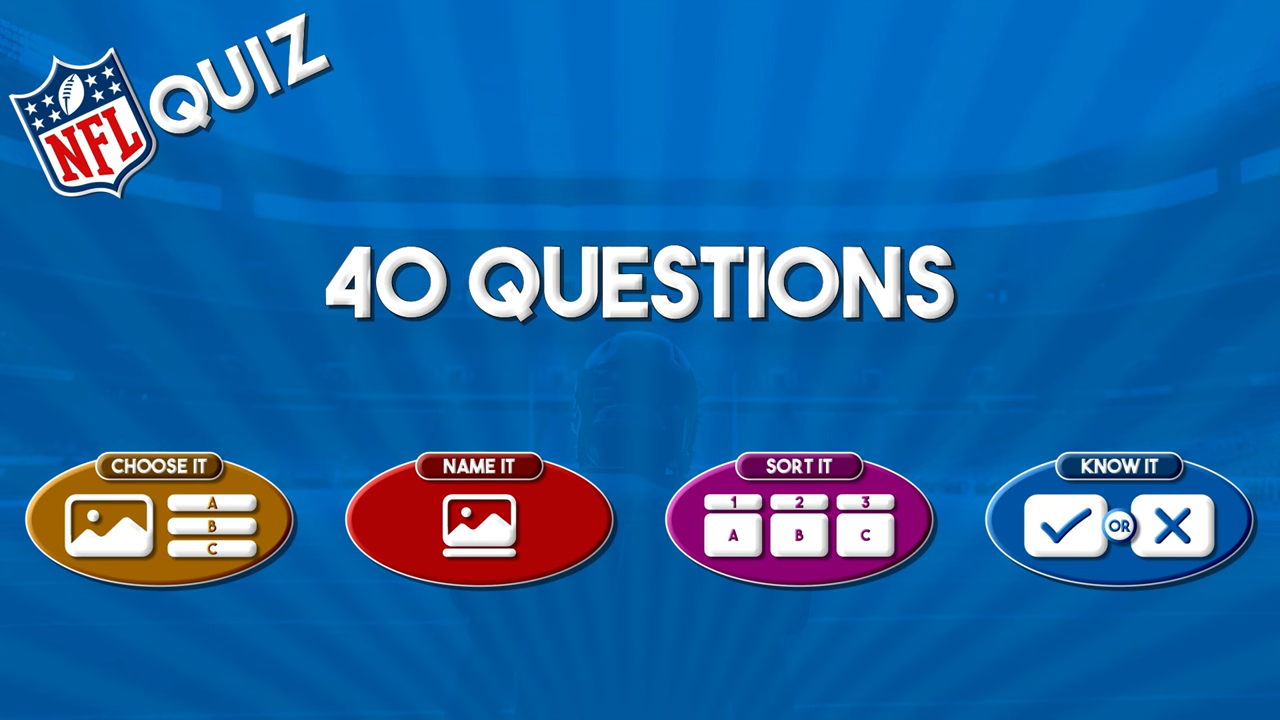 NFL
QUIZ
40 QUESTIONS
CHOOSE IT
A
B
C
NAME IT
SORT IT
1 2 3
A B C
KNOW IT
OR